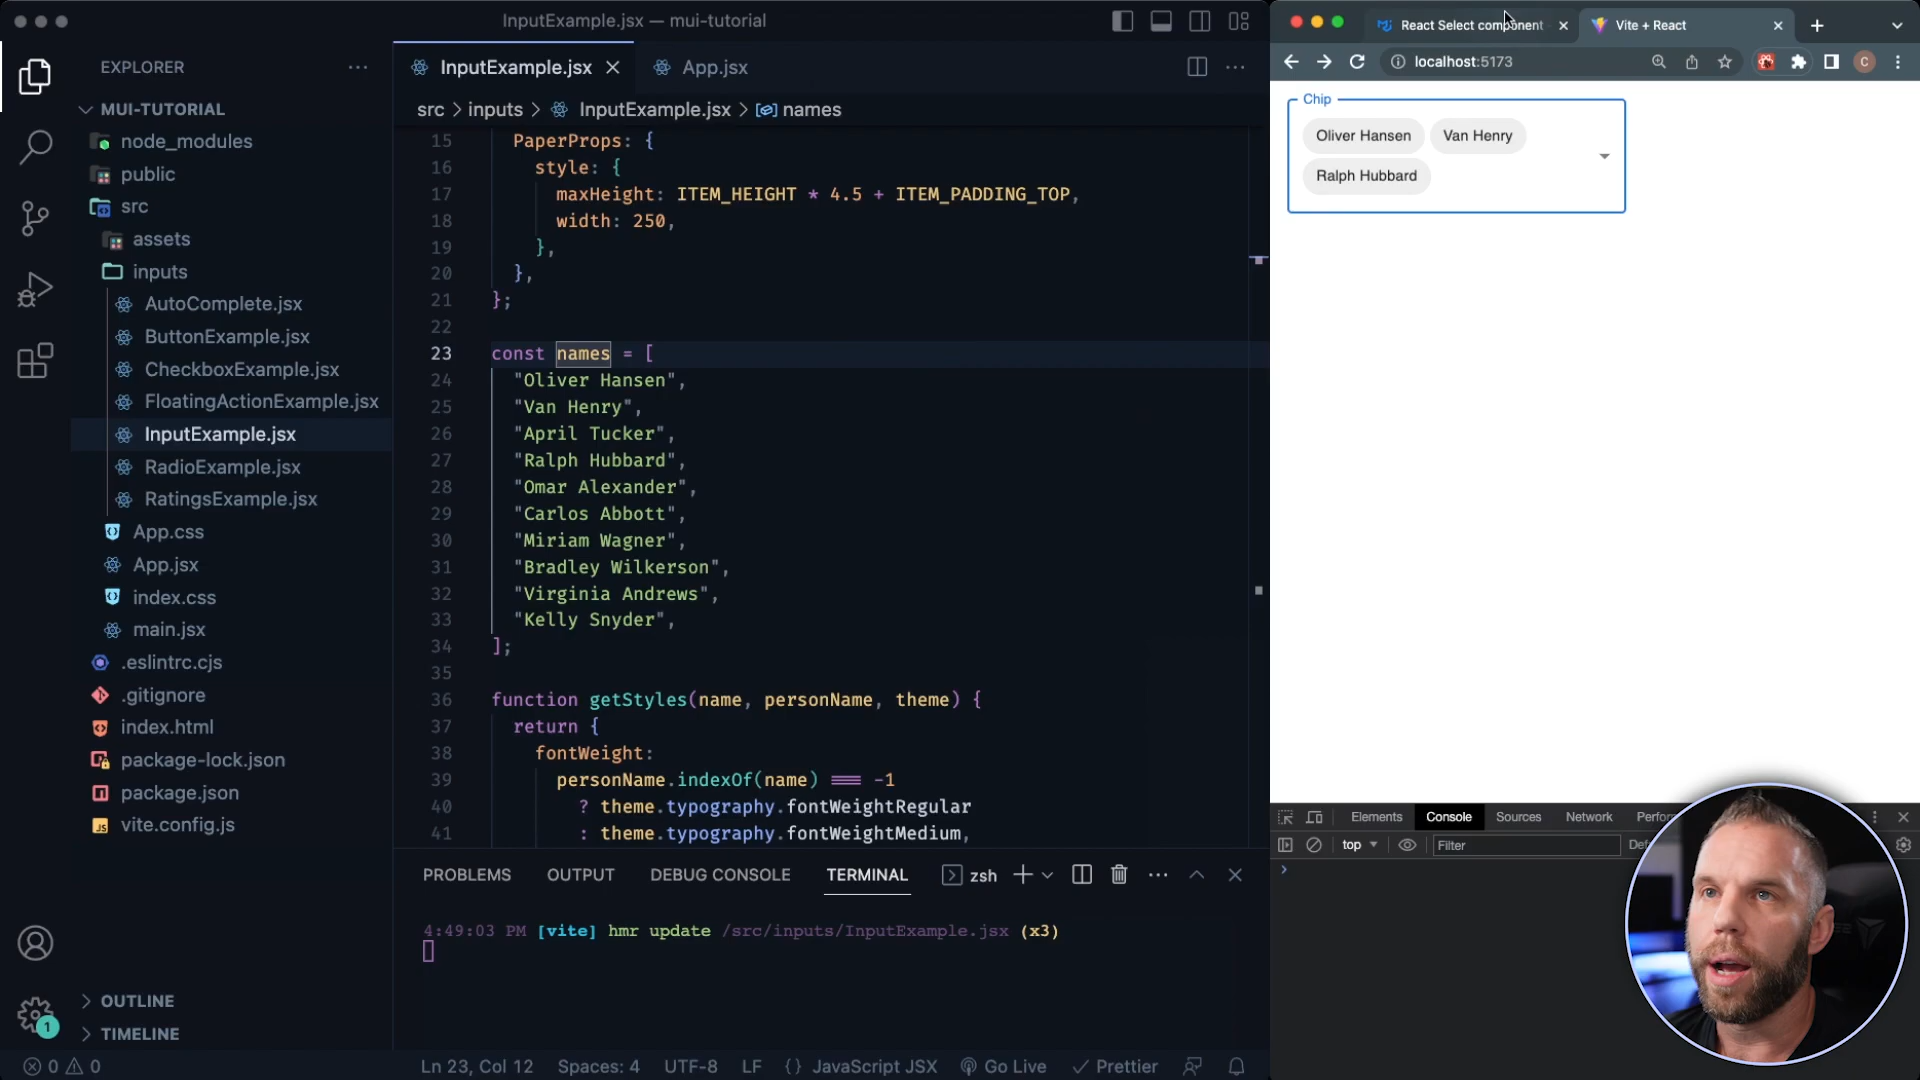 InputExample.jsx — mui-tutorial
EXPLORER
MUI-TUTORIAL
node_modules
public
src
assets
inputs
AutoComplete.jsx
ButtonExample.jsx
CheckboxExample.jsx
FloatingActionExample.jsx
InputExample.jsx
RadioExample.jsx
RatingsExample.jsx
App.css
App.jsx
index.css
main.jsx
.eslintrc.cjs
.gitignore
index.html
package-lock.json
package.json
vite.config.js
OUTLINE
TIMELINE
1
InputExample.jsx
App.jsx
src > inputs > InputExample.jsx > names
15 PaperProps: {
16 style: {
17 maxHeight: ITEM_HEIGHT * 4.5 + ITEM_PADDING_TOP,
18 width: 250,
19 },
20 },
21 };
22
23 const names = [
24 "Oliver Hansen",
25 "Van Henry",
26 "April Tucker",
27 "Ralph Hubbard",
28 "Omar Alexander",
29 "Carlos Abbott",
30 "Miriam Wagner",
31 "Bradley Wilkerson",
32 "Virginia Andrews",
33 "Kelly Snyder",
34 ];
35
36 function getStyles(name, personName, theme) {
37 return {
38 fontWeight:
39 personName.indexOf(name) === -1
40 ? theme.typography.fontWeightRegular
41 : theme.typography.fontWeightMedium,
PROBLEMS OUTPUT DEBUG CONSOLE TERMINAL zsh
4:49:03 PM [vite] hmr update /src/inputs/InputExample.jsx (x3)
0 0 Ln 23, Col 12 Spaces: 4 UTF-8 LF {} JavaScript JSX Go Live Prettier
React Select component
Vite + React
localhost:5173
C
Chip
Oliver Hansen Van Henry
Ralph Hubbard
Elements Console Sources Network
top Filter